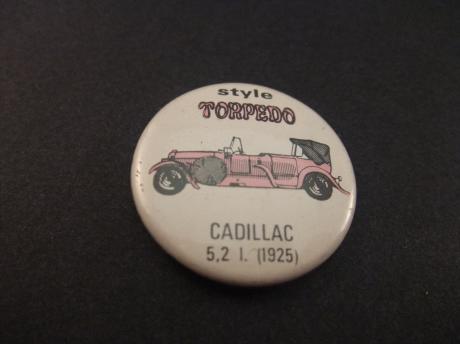 style
TORPEDO
CADILLAC
5,2 l. (1925)